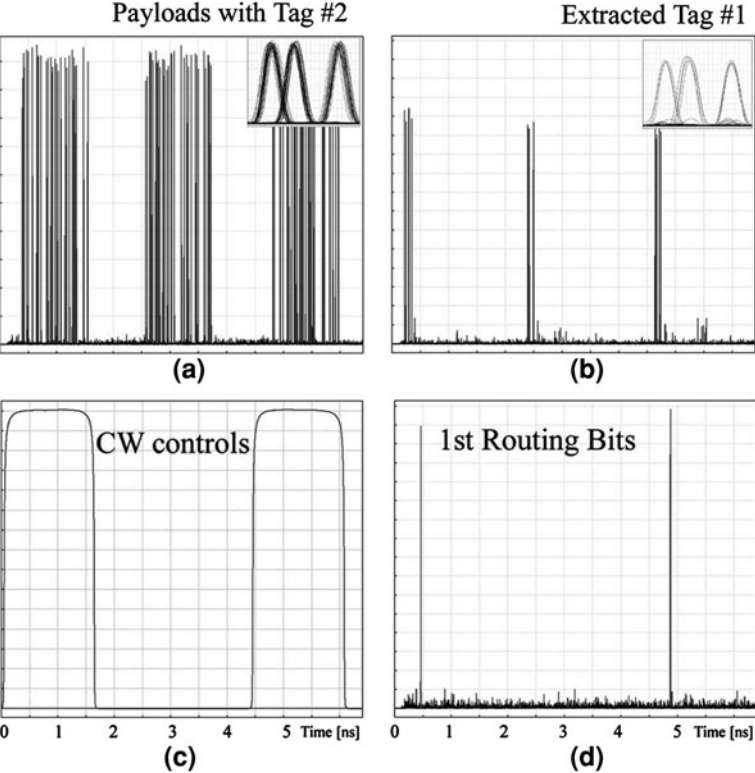 Payloads with Tag #2
Extracted Tag #1
(a)
(b)
CW controls
1st Routing Bits
0 1 2 3 4 5 Time [ns]
0 1 2 3 4 5 Time [ns]
(c)
(d)